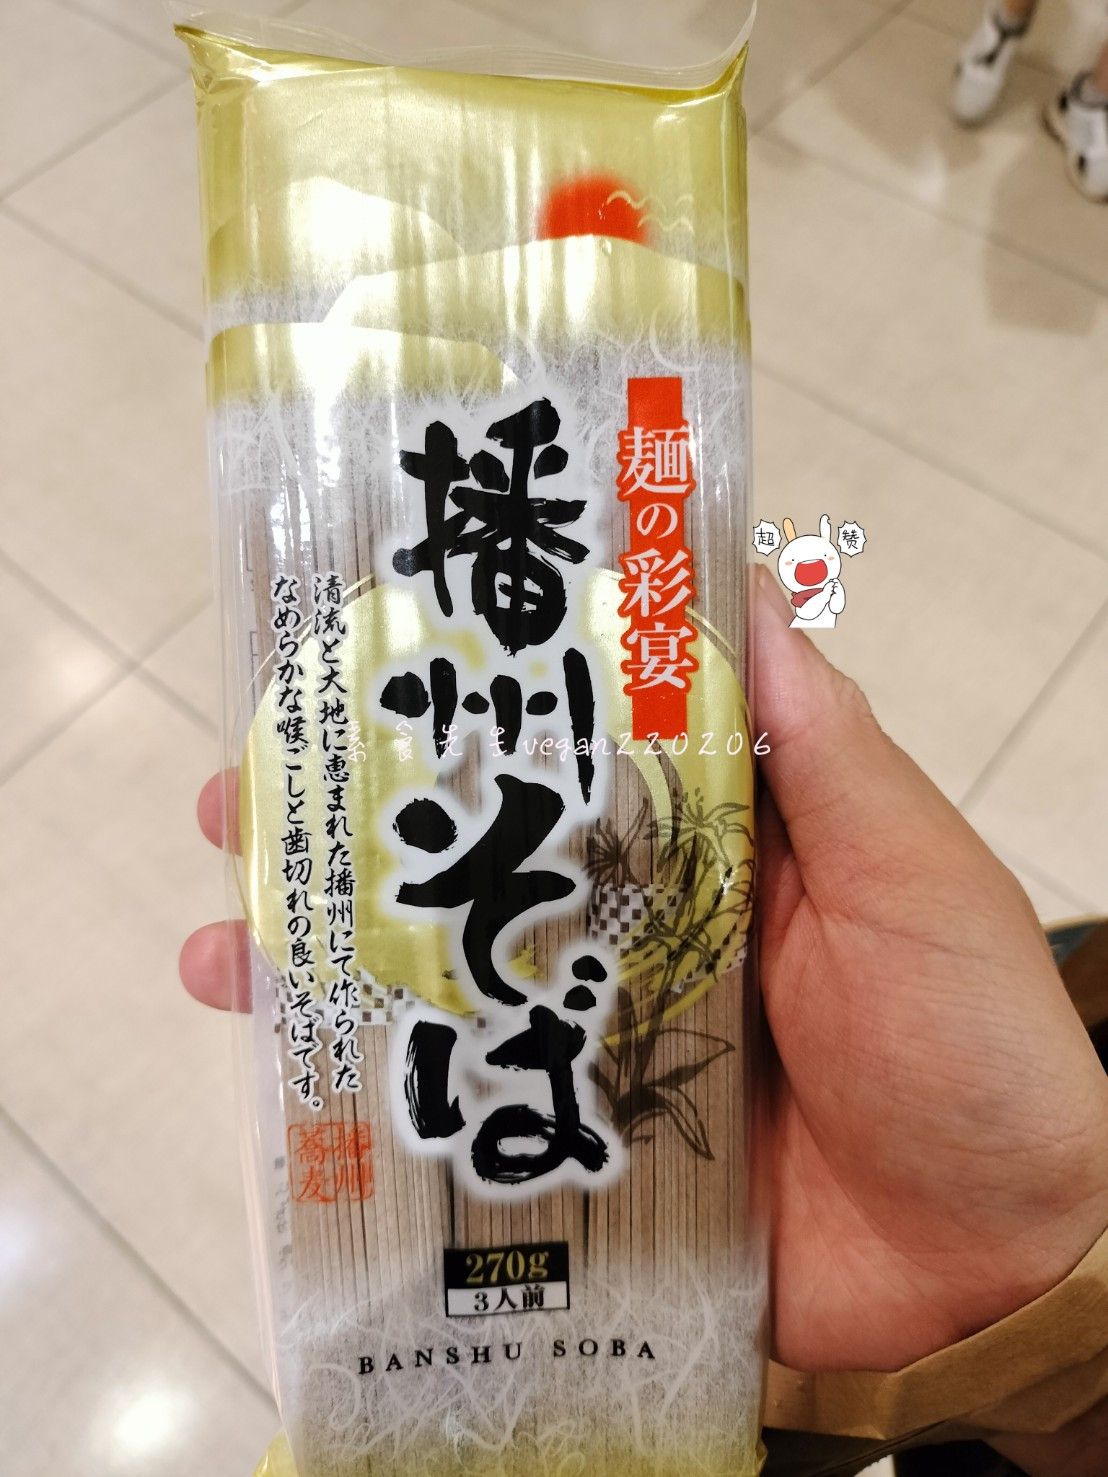 麺の彩宴
播州そば
清流と大地に恵まれた播州にて作られた
なめらかな喉ごしと歯切れの良いそばです。
播州
蕎麦
270g
3人前
BANSHU SOBA
超赞
素食先生vegan220206